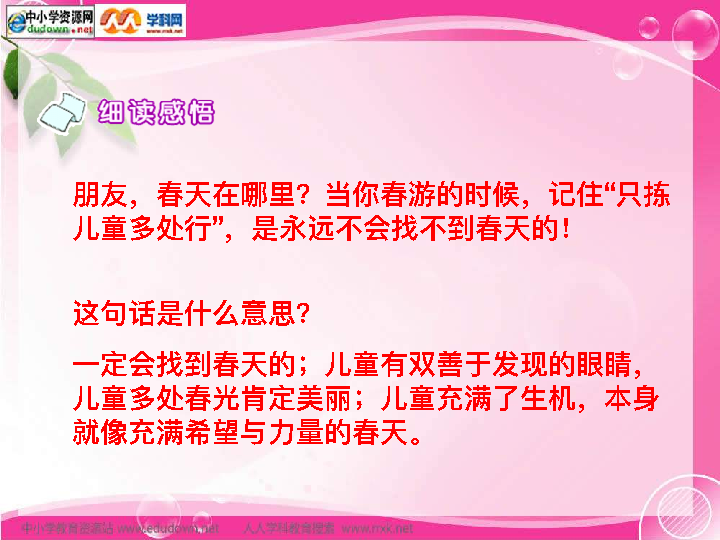 中小学资源网
dudown.net
学科网
www.nxk.net
细读感悟
朋友，春天在哪里？当你春游的时候，记住“只拣
儿童多处行”，是永远不会找不到春天的！
这句话是什么意思？
一定会找到春天的；儿童有双善于发现的眼睛，
儿童多处春光肯定美丽；儿童充满了生机，本身
就像充满希望与力量的春天。
中小学教育资源站 www.edudown.net 人人学科教育搜索 www.rrxk.net